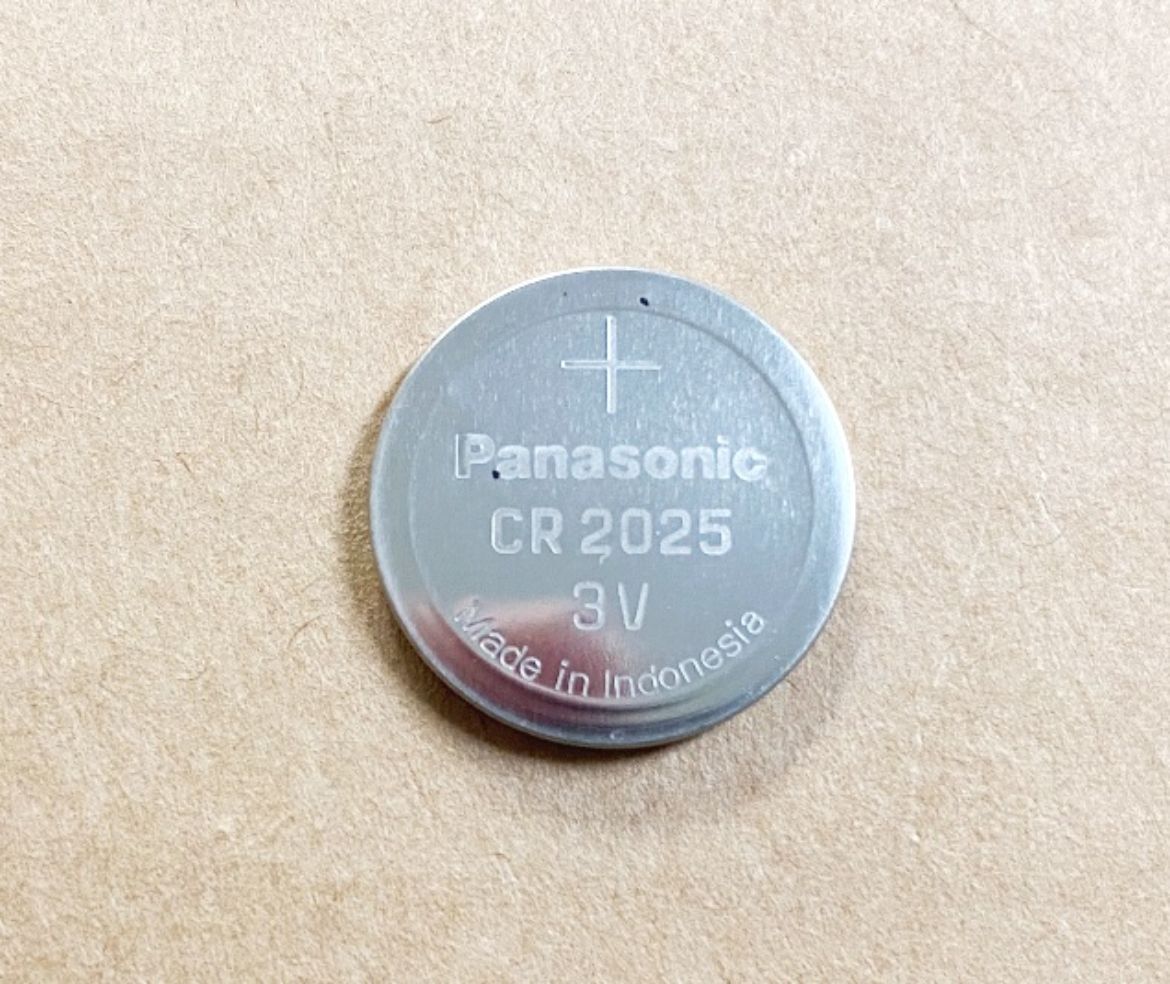 +
Panasonic
CR 2025
3V
Made in Indonesia